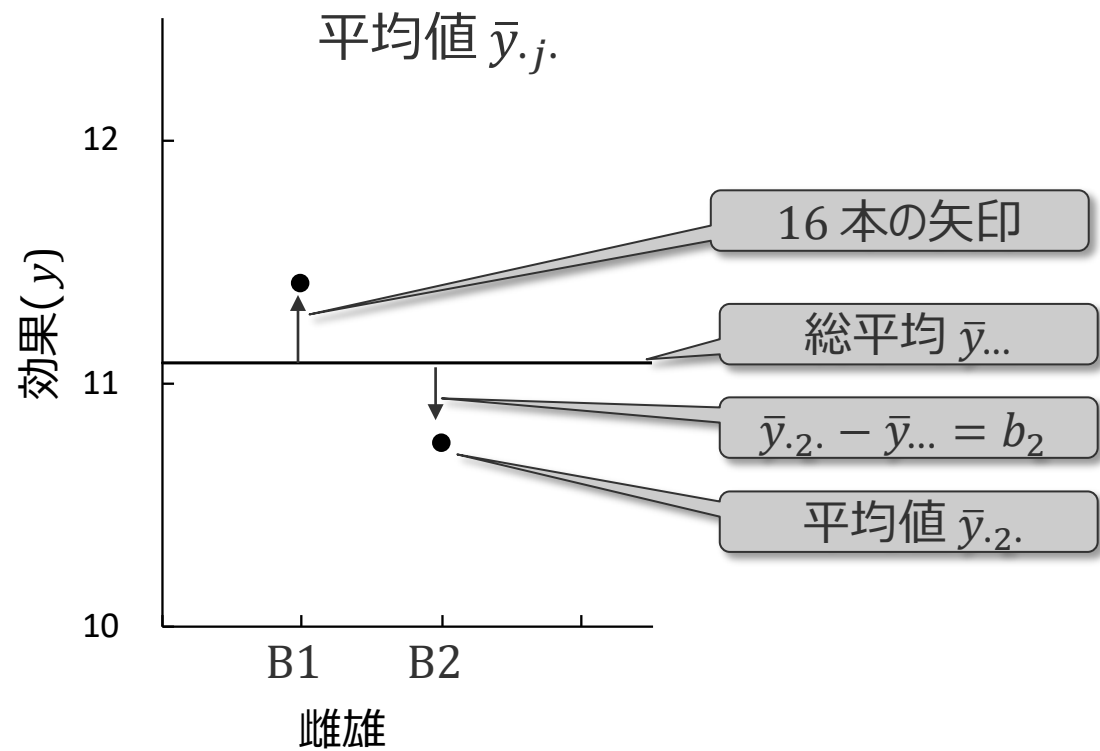 平均値 ȳ.j.
12
16 本の矢印
効果(y)
総平均 ȳ...
11
ȳ.2. − ȳ... = b2
平均値 ȳ.2.
10
B1 B2
雌雄